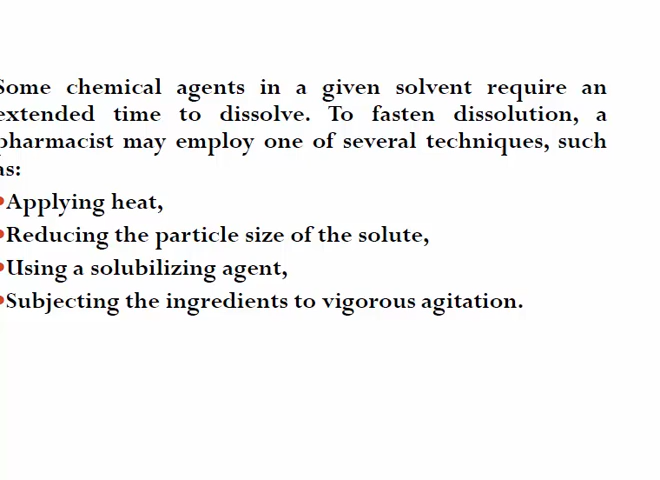 Some chemical agents in a given solvent require an
extended time to dissolve. To fasten dissolution, a
pharmacist may employ one of several techniques, such
as:
•Applying heat,
•Reducing the particle size of the solute,
•Using a solubilizing agent,
•Subjecting the ingredients to vigorous agitation.